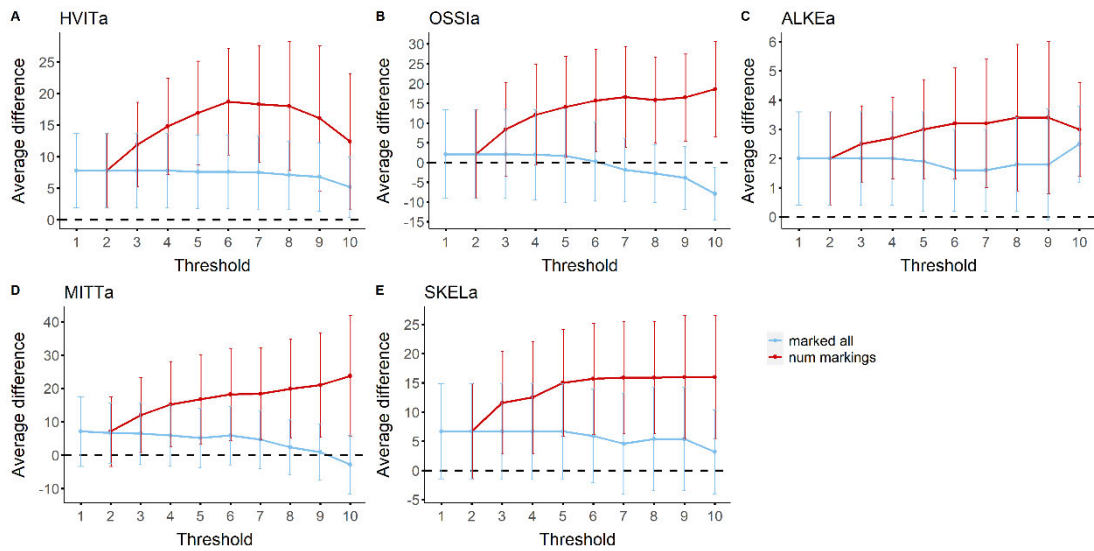 A HVITa
Average difference
25
20
15
10
5
0
1 2 3 4 5 6 7 8 9 10
Threshold
B OSSIa
Average difference
30
25
20
15
10
5
0
-5
-10
-15
1 2 3 4 5 6 7 8 9 10
Threshold
C ALKEa
Average difference
6
5
4
3
2
1
0
1 2 3 4 5 6 7 8 9 10
Threshold
D MITTa
Average difference
40
30
20
10
0
-10
1 2 3 4 5 6 7 8 9 10
Threshold
E SKELa
Average difference
25
20
15
10
5
0
-5
1 2 3 4 5 6 7 8 9 10
Threshold
marked all
num markings